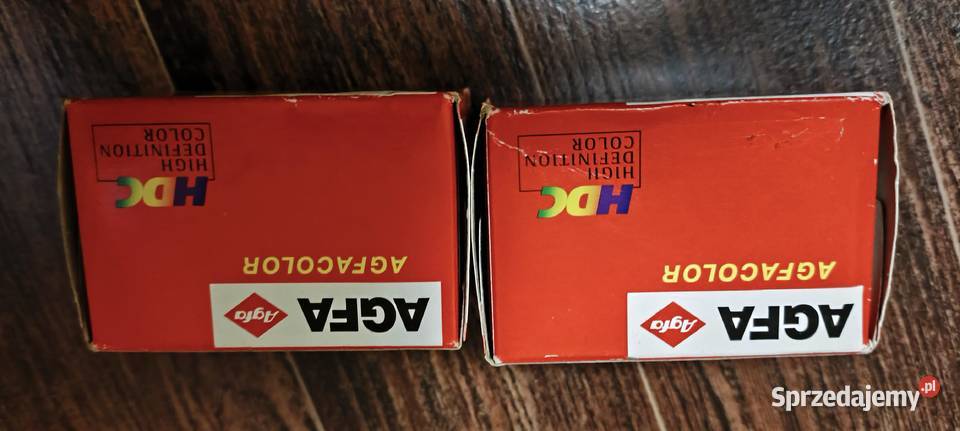 AGFA Agfa
AGFACOLOR
HDC
HIGH
DEFINITION
COLOR
AGFA Agfa
AGFACOLOR
HDC
HIGH
DEFINITION
COLOR
Sprzedajemy.pl